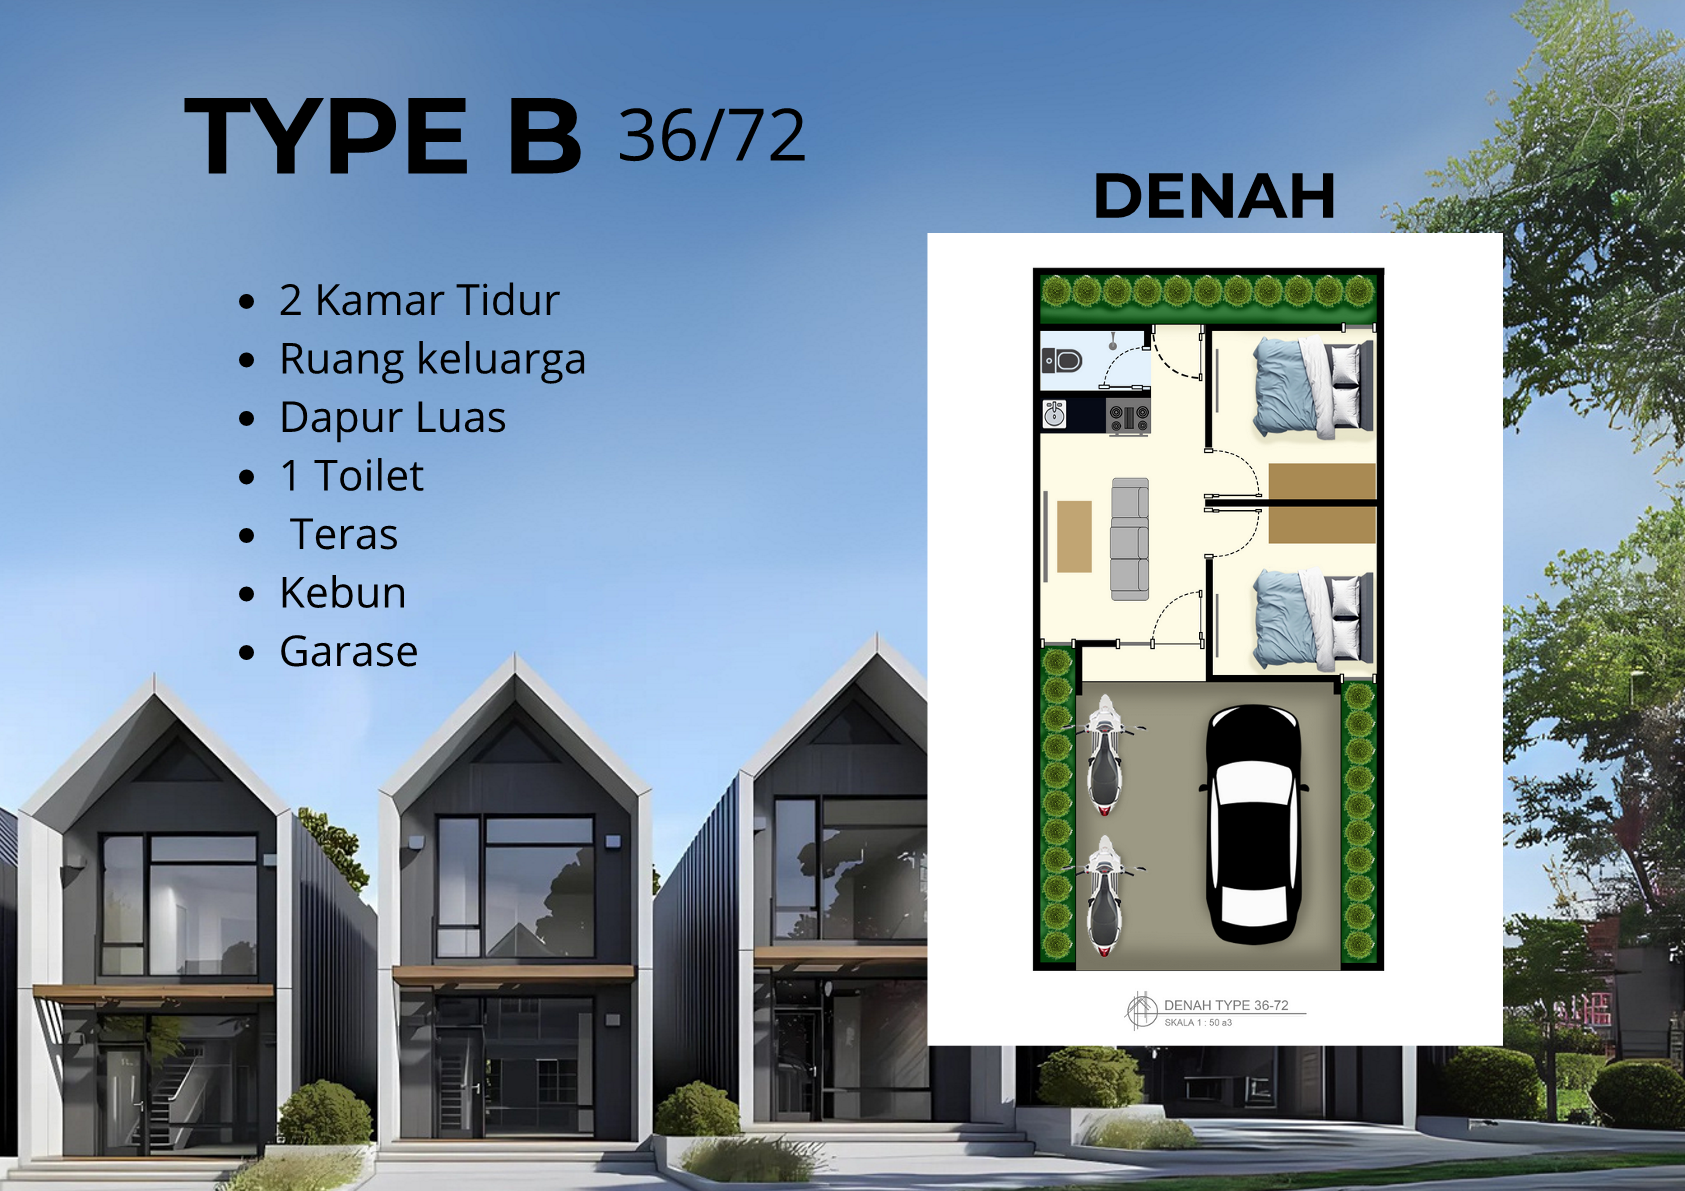 TYPE B 36/72
DENAH
2 Kamar Tidur
Ruang keluarga
Dapur Luas
1 Toilet
Teras
Kebun
Garase
DENAH TYPE 36-72
SKALA 1 : 50 a3